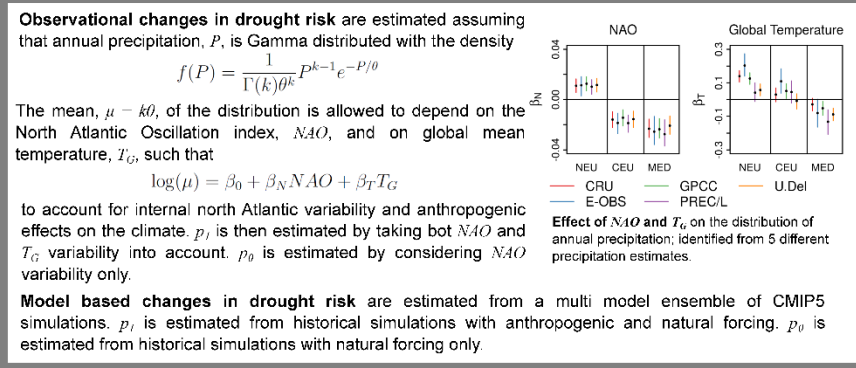 Observational changes in drought risk are estimated assuming
that annual precipitation, P, is Gamma distributed with the density
f(P) = 1/(Γ(k)θ^k) P^{k−1} e^{−P/θ}
The mean, μ − kθ, of the distribution is allowed to depend on the
North Atlantic Oscillation index, NAO, and on global mean
temperature, T_G, such that
log(μ) = β_0 + β_N NAO + β_T T_G
to account for internal north Atlantic variability and anthropogenic
effects on the climate. p_1 is then estimated by taking bot NAO and
T_G variability into account. p_0 is estimated by considering NAO
variability only.
NAO
β_N
0.04
0.00
-0.04
NEU CEU MED
Global Temperature
β_T
0.3
0.1
-0.1
-0.3
NEU CEU MED
CRU GPCC U.Del
E-OBS PREC/L
Effect of NAO and T_G on the distribution of
annual precipitation; identified from 5 different
precipitation estimates.
Model based changes in drought risk are estimated from a multi model ensemble of CMIP5
simulations. p_1 is estimated from historical simulations with anthropogenic and natural forcing. p_0 is
estimated from historical simulations with natural forcing only.